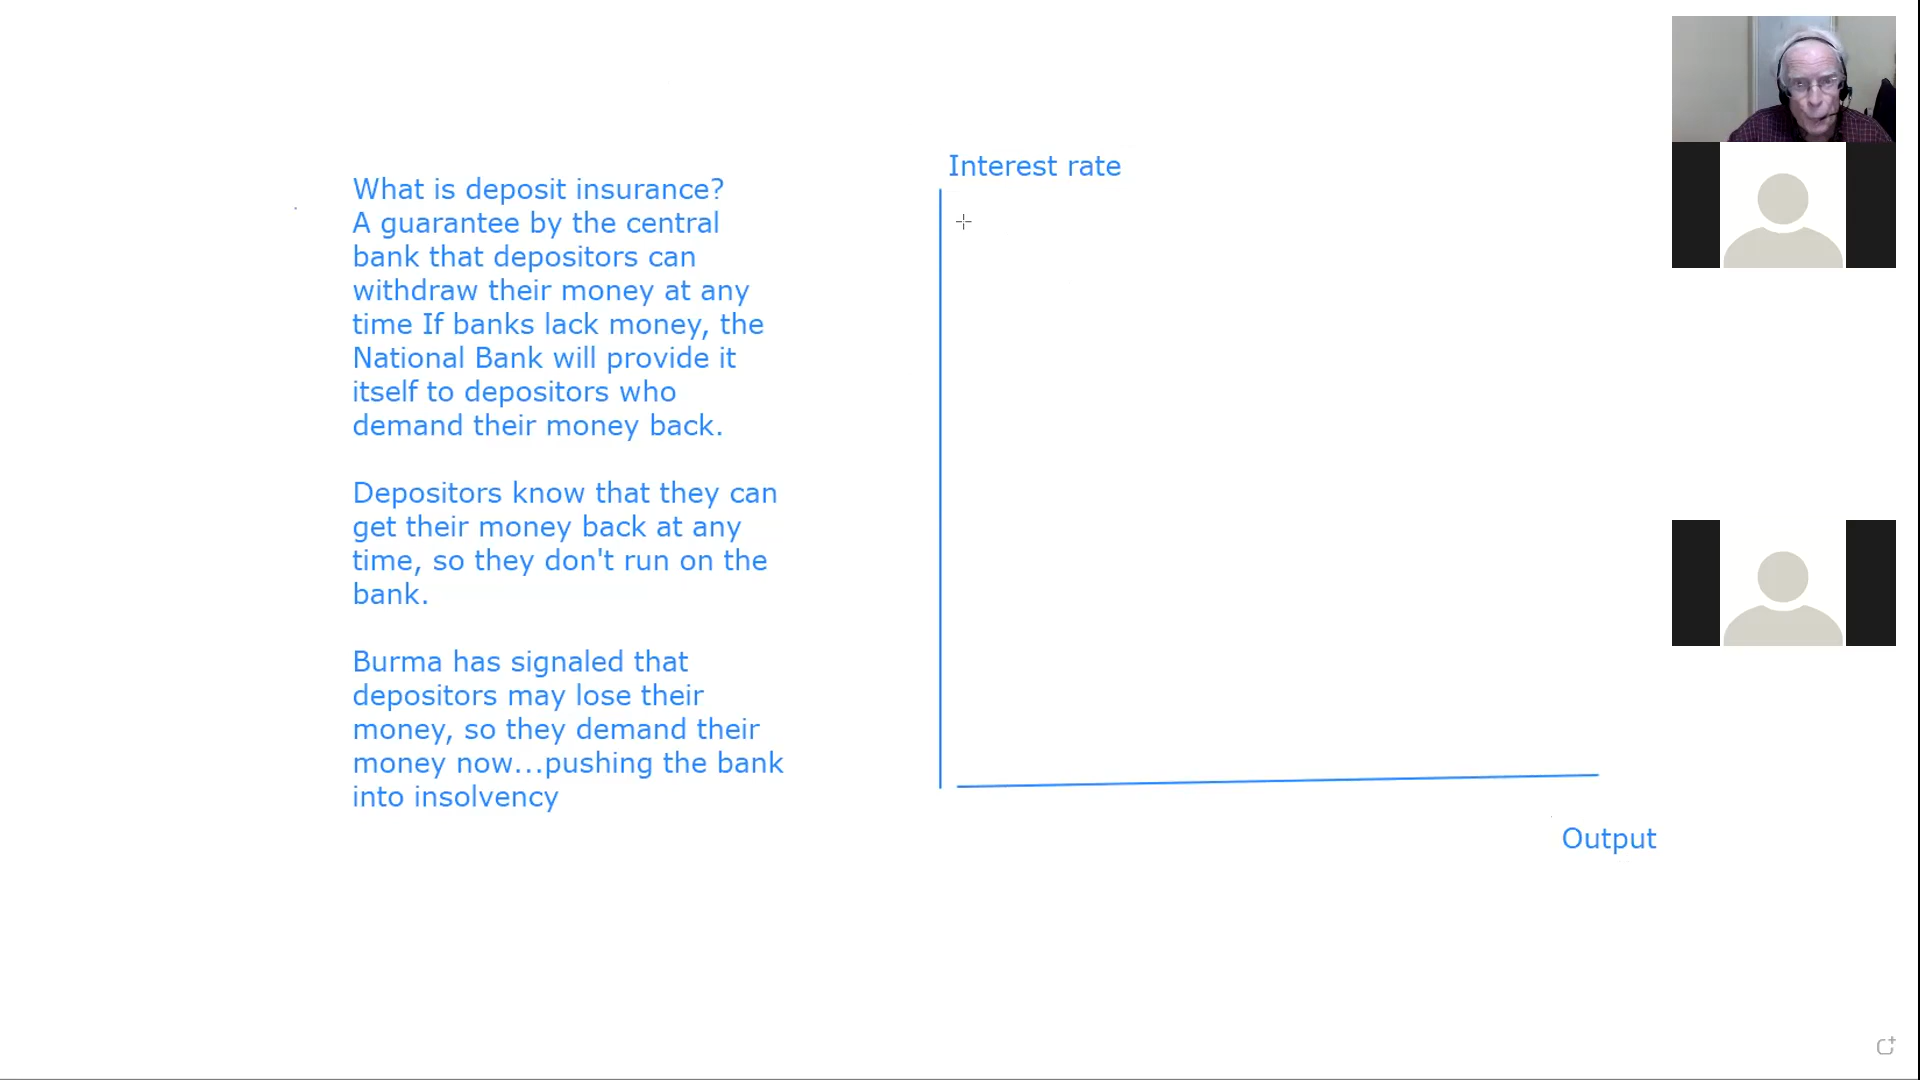 What is deposit insurance?
A guarantee by the central
bank that depositors can
withdraw their money at any
time If banks lack money, the
National Bank will provide it
itself to depositors who
demand their money back.
Depositors know that they can
get their money back at any
time, so they don't run on the
bank.
Burma has signaled that
depositors may lose their
money, so they demand their
money now...pushing the bank
into insolvency
Interest rate
Output